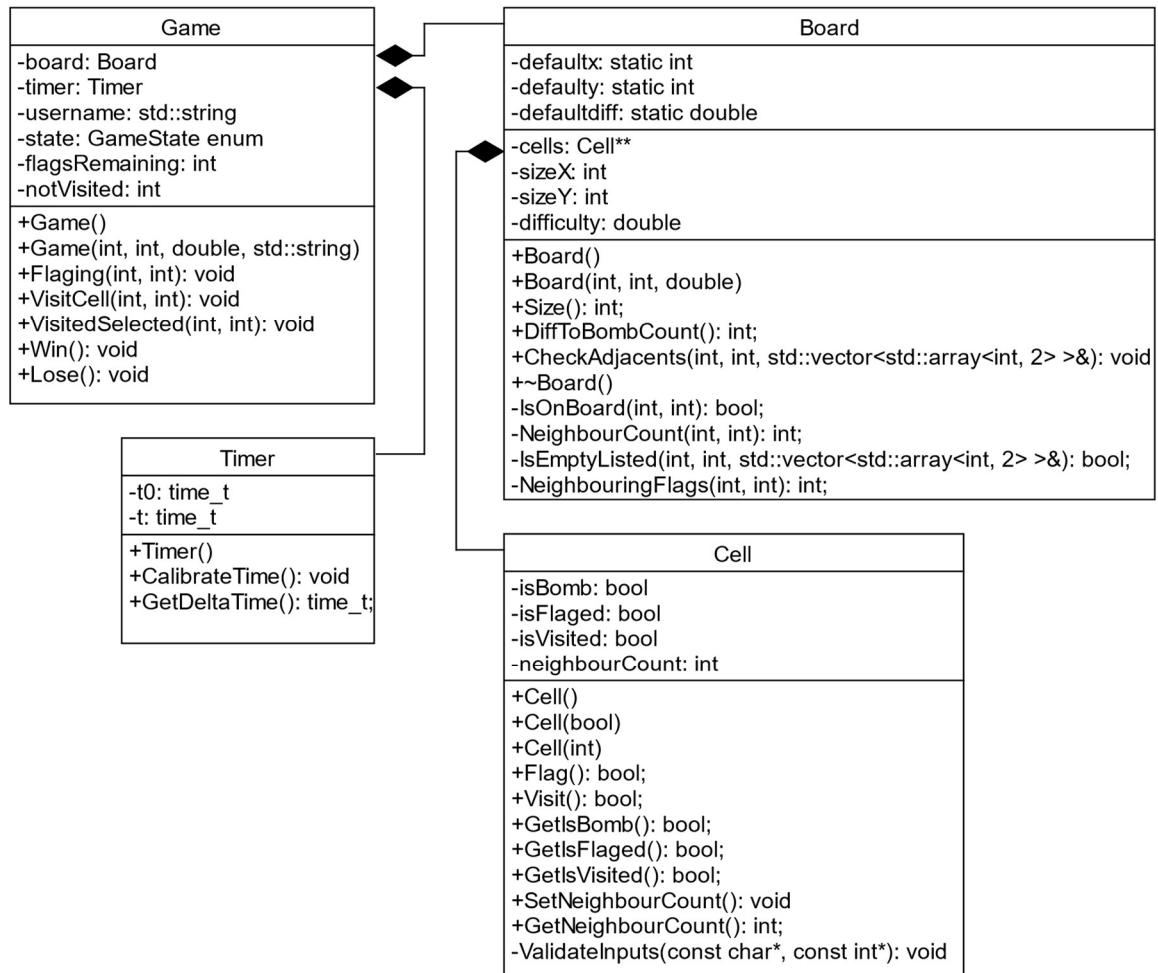 Game
-board: Board
-timer: Timer
-username: std::string
-state: GameState enum
-flagsRemaining: int
-notVisited: int
+Game()
+Game(int, int, double, std::string)
+Flaging(int, int): void
+VisitCell(int, int): void
+VisitedSelected(int, int): void
+Win(): void
+Lose(): void
Board
-defaultx: static int
-defaulty: static int
-defaultdiff: static double
-cells: Cell**
-sizeX: int
-sizeY: int
-difficulty: double
+Board()
+Board(int, int, double)
+Size(): int;
+DiffToBombCount(): int;
+CheckAdjacents(int, int, std::vector<std::array<int, 2> >&): void
+~Board()
-IsOnBoard(int, int): bool;
-NeighbourCount(int, int): int;
-IsEmptyListed(int, int, std::vector<std::array<int, 2> >&): bool;
-NeighbouringFlags(int, int): int;
Timer
-t0: time_t
-t: time_t
+Timer()
+CalibrateTime(): void
+GetDeltaTime(): time_t;
Cell
-isBomb: bool
-isFlaged: bool
-isVisited: bool
-neighbourCount: int
+Cell()
+Cell(bool)
+Cell(int)
+Flag(): bool;
+Visit(): bool;
+GetIsBomb(): bool;
+GetIsFlaged(): bool;
+GetIsVisited(): bool;
+SetNeighbourCount(): void
+GetNeighbourCount(): int;
-ValidateInputs(const char*, const int*): void